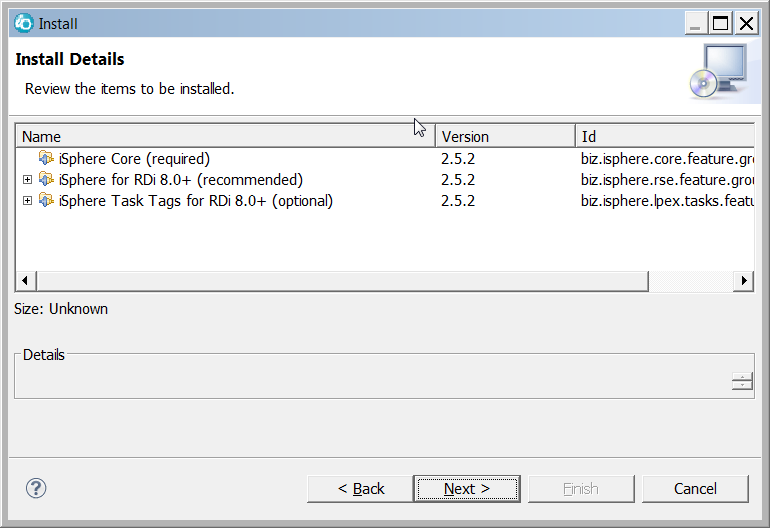 Install
Install Details
Review the items to be installed.
Name Version Id
iSphere Core (required) 2.5.2 biz.isphere.core.feature.gr
iSphere for RDi 8.0+ (recommended) 2.5.2 biz.isphere.rse.feature.grou
iSphere Task Tags for RDi 8.0+ (optional) 2.5.2 biz.isphere.lpex.tasks.featu
Size: Unknown
Details
? < Back Next > Finish Cancel